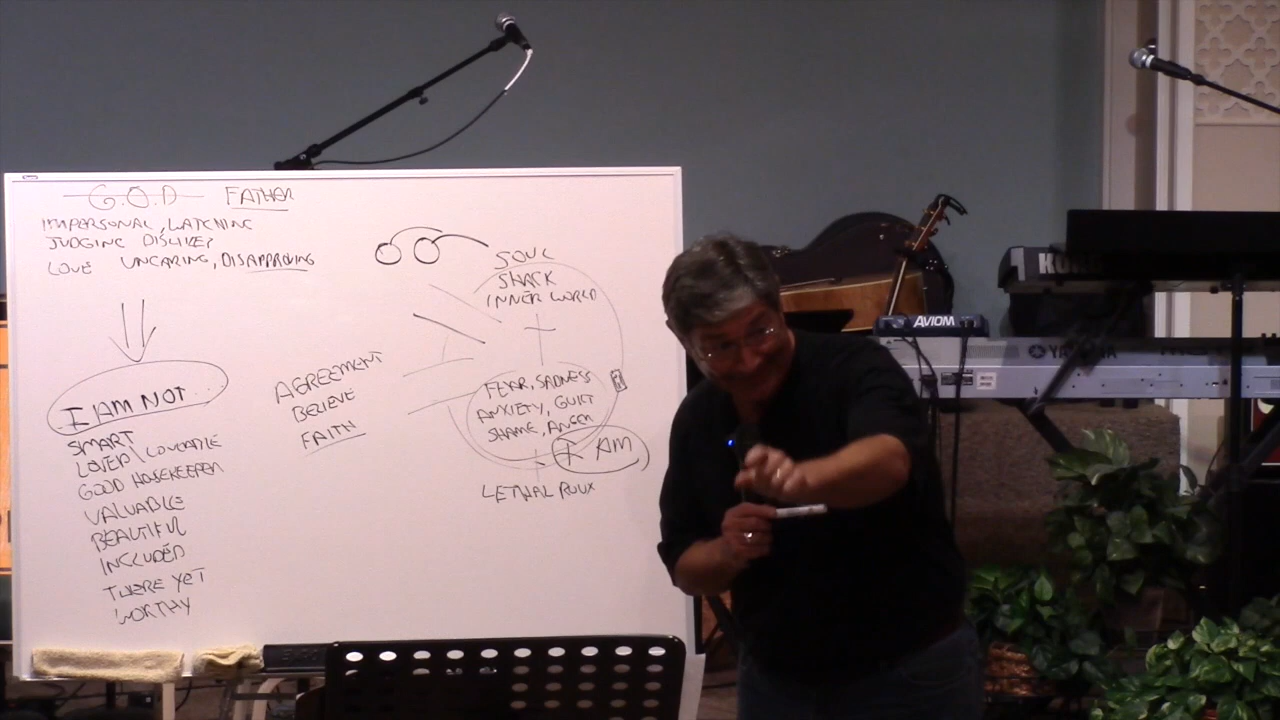 G.O.D FATHER
IMPERSONAL, WATCHING
JUDGING DISLIKE?
LOVE UNCARING, DISAPPROVING
I AM NOT...
SMART
LOVED / LOVEABLE
GOOD HOUSEKEEPER
VALUABLE
BEAUTIFUL
INCLUDED
THERE YET
WORTHY
AGREEMENT
BELIEVE
FAITH
SOUL
SHACK
INNER WORLD
FEAR, SADNESS
ANXIETY, GUILT
SHAME, ANGER
I AM
LETHAL ROUX
AVIOM
KORG
YAMAHA